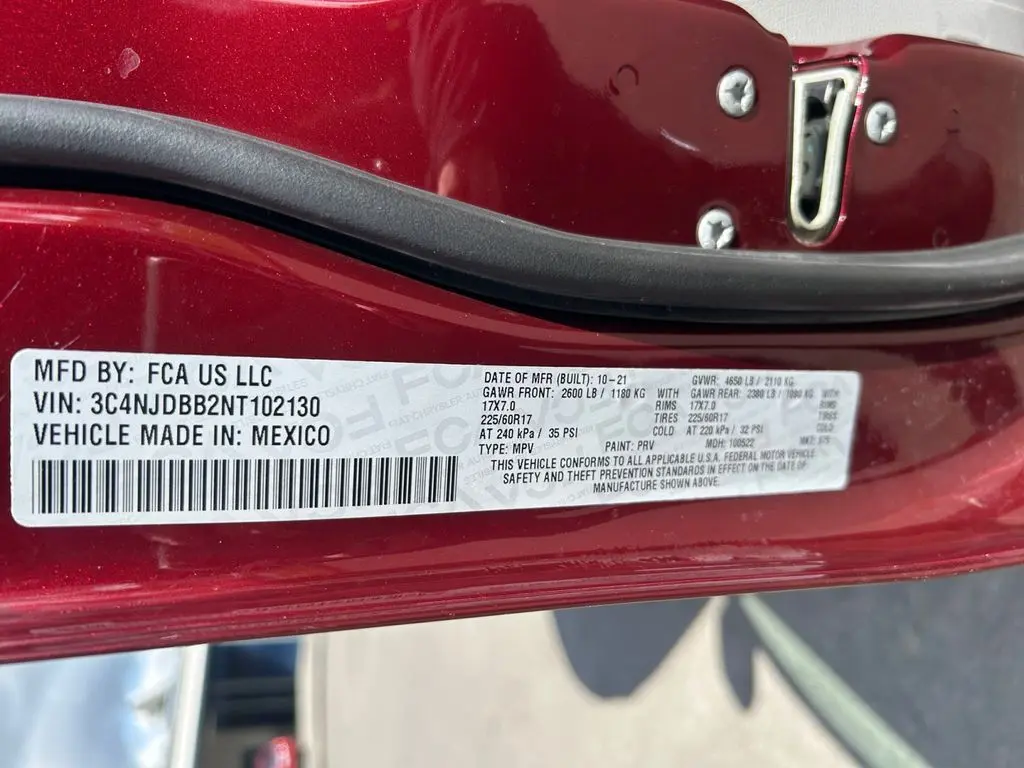 MFD BY: FCA US LLC
VIN: 3C4NJDBB2NT102130
VEHICLE MADE IN: MEXICO
DATE OF MFR (BUILT): 10-21 GVWR: 4650 LB / 2110 KG
GAWR FRONT: 2600 LB / 1180 KG WITH GAWR REAR: 2380 LB / 1080 KG WITH
17X7.0 RIMS 17X7.0 RIMS
225/60R17 TIRES 225/60R17 TIRES
AT 240 kPa / 35 PSI COLD AT 220 kPa / 32 PSI COLD
TYPE: MPV PAINT: PRV MDH: 100522
THIS VEHICLE CONFORMS TO ALL APPLICABLE U.S.A. FEDERAL MOTOR VEHICLE
SAFETY AND THEFT PREVENTION STANDARDS IN EFFECT ON THE DATE OF
MANUFACTURE SHOWN ABOVE.